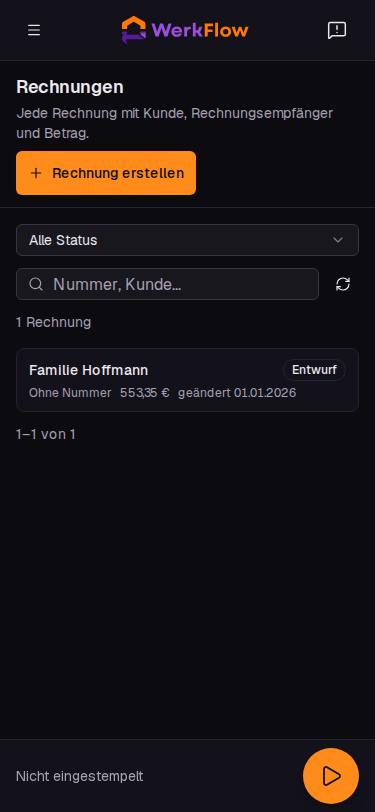 WerkFlow
Rechnungen
Jede Rechnung mit Kunde, Rechnungsempfänger
und Betrag.
Rechnung erstellen
Alle Status
Nummer, Kunde...
1 Rechnung
Familie Hoffmann
Entwurf
Ohne Nummer 553,35 € geändert 01.01.2026
1–1 von 1
Nicht eingestempelt